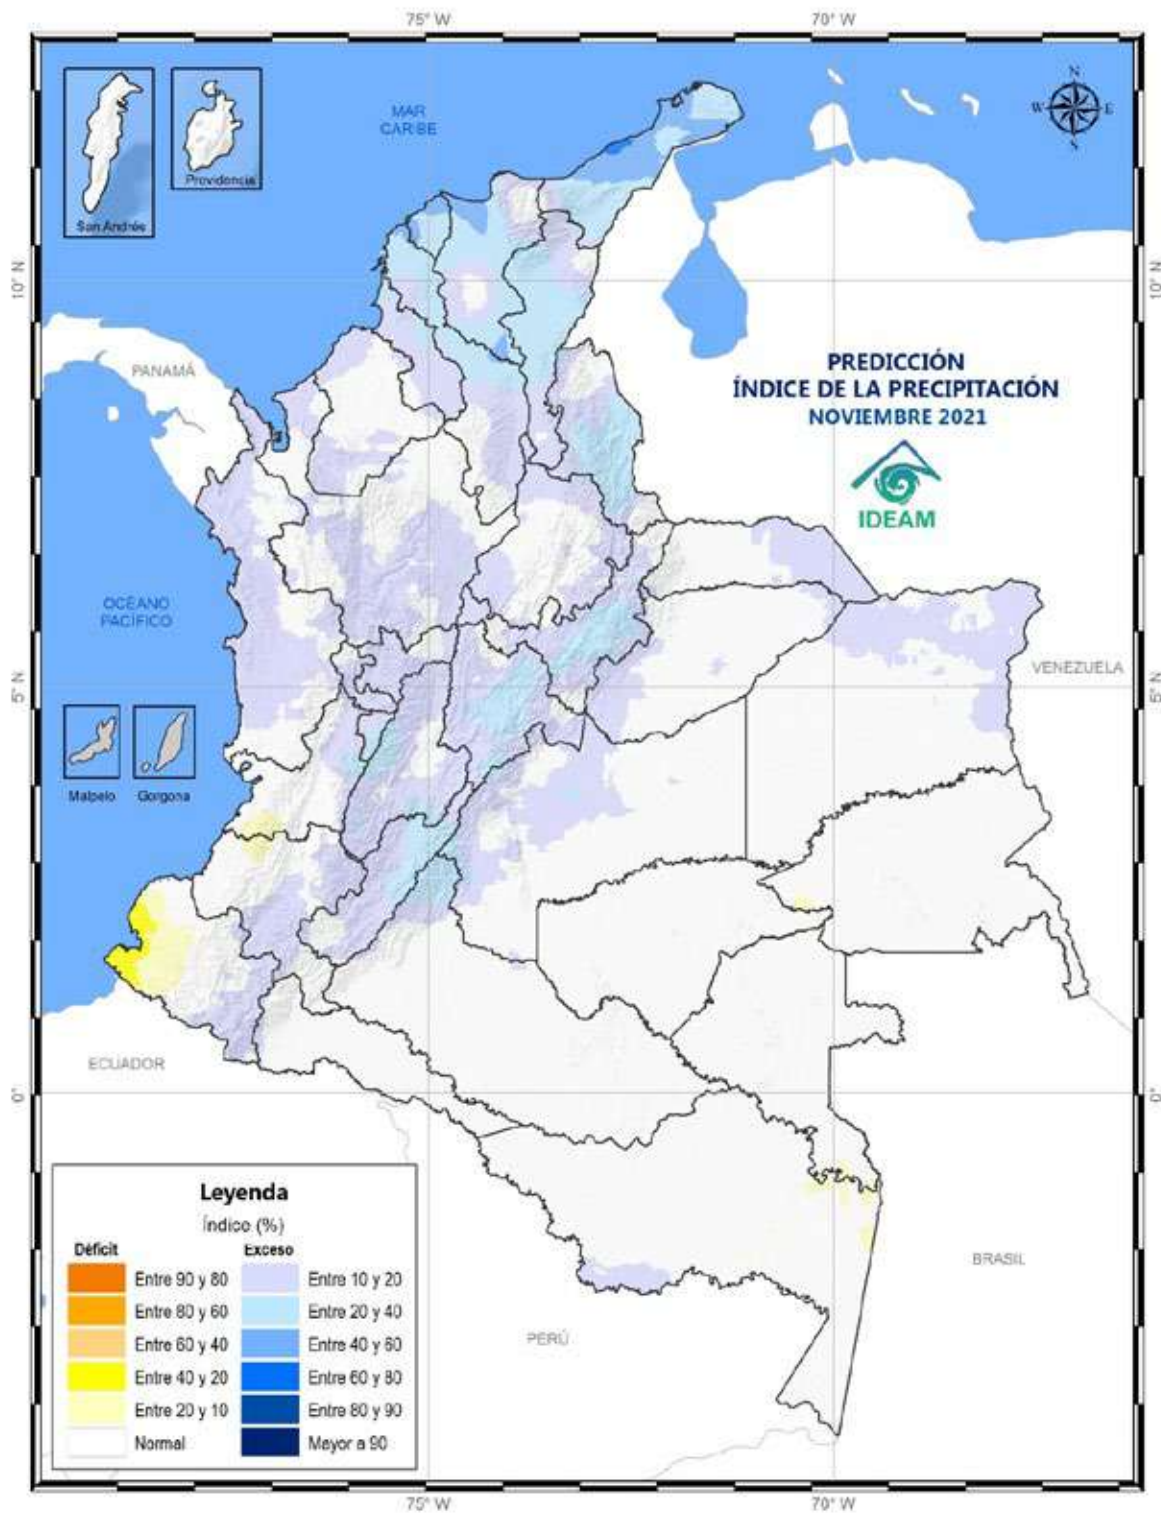 75° W
70° W
MAR
CARIBE
N
W
E
S
San Andrés
Providencia
10° N
10° N
PANAMÁ
PREDICCIÓN
ÍNDICE DE LA PRECIPITACIÓN
NOVIEMBRE 2021
IDEAM
OCÉANO
PACÍFICO
VENEZUELA
5° N
5° N
Malpelo
Gorgona
ECUADOR
0°
0°
Leyenda
Índice (%)
Déficit
Exceso
Entre 90 y 80
Entre 10 y 20
Entre 80 y 60
Entre 20 y 40
Entre 60 y 40
Entre 40 y 60
Entre 40 y 20
Entre 60 y 80
Entre 20 y 10
Entre 80 y 90
Normal
Mayor a 90
BRASIL
PERÚ
75° W
70° W